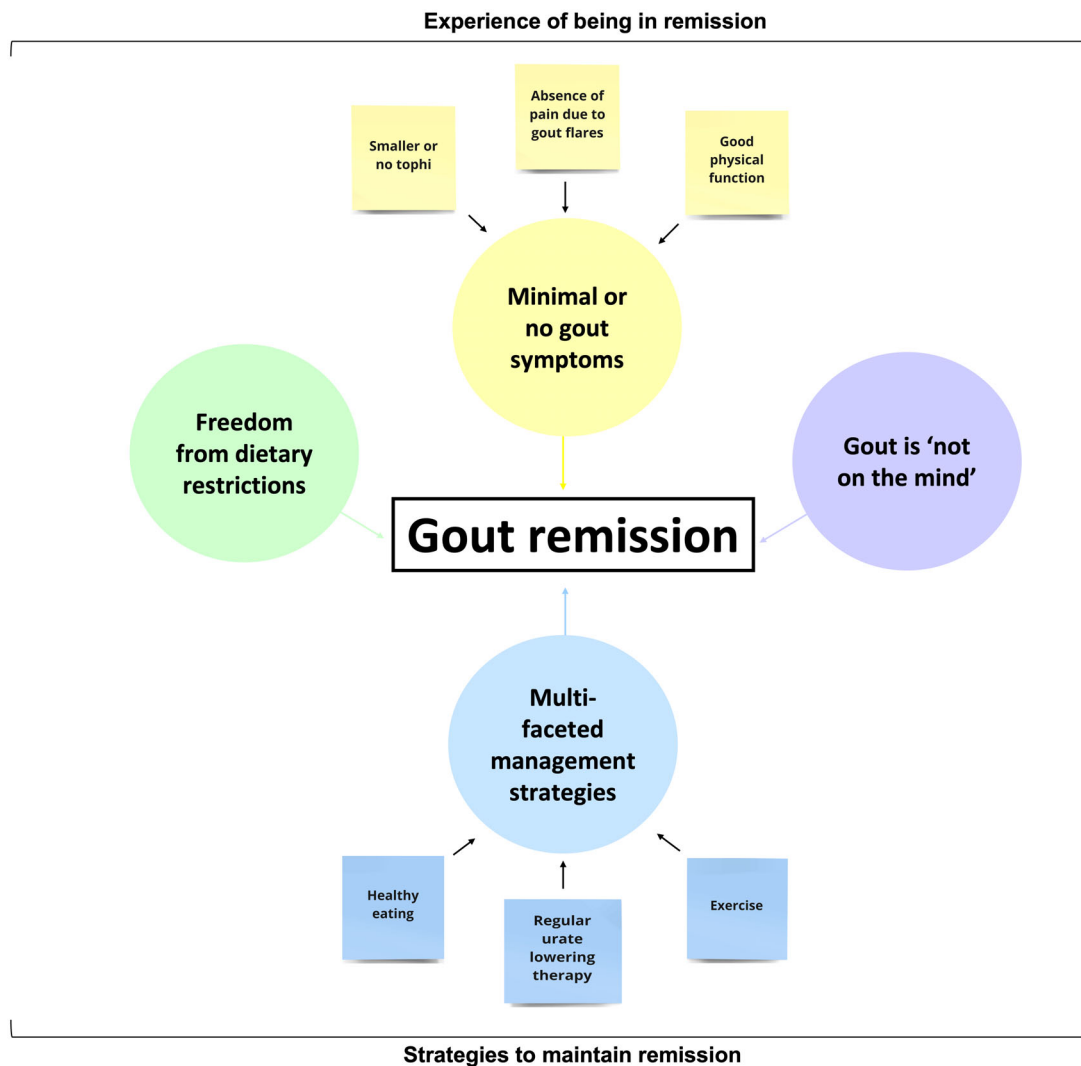 Experience of being in remission
Smaller or
no tophi
Absence of
pain due to
gout flares
Good
physical
function
Minimal or
no gout
symptoms
Freedom
from dietary
restrictions
Gout is ‘not
on the mind’
Gout remission
Multi-
faceted
management
strategies
Healthy
eating
Regular
urate
lowering
therapy
Exercise
Strategies to maintain remission